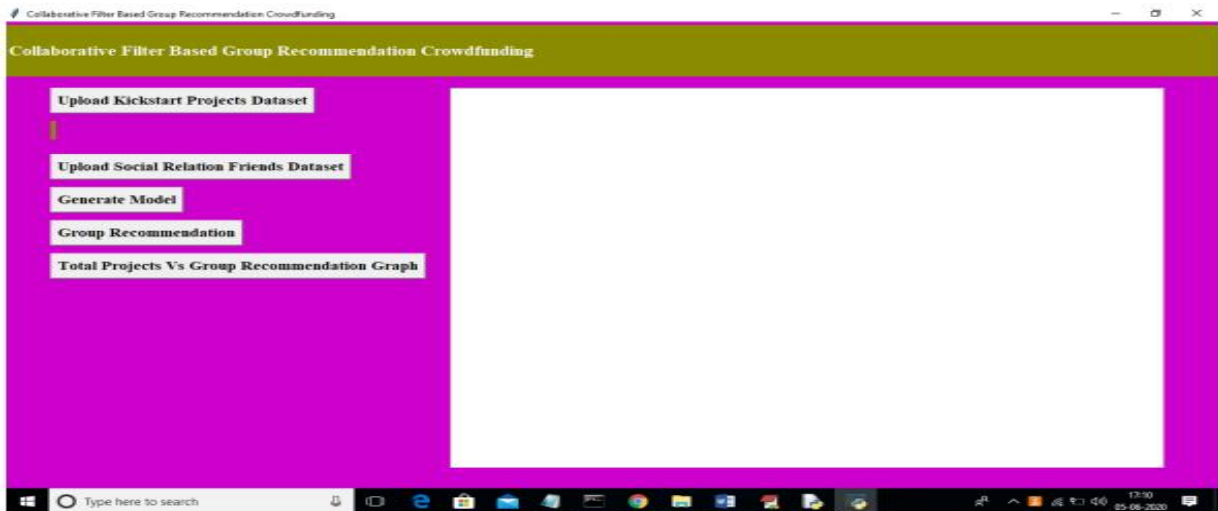 Collaborative Filter Based Group Recommendation Crowdfunding
Collaborative Filter Based Group Recommendation Crowdfunding
Upload Kickstart Projects Dataset
Upload Social Relation Friends Dataset
Generate Model
Group Recommendation
Total Projects Vs Group Recommendation Graph
Type here to search
17:10
05-06-2020